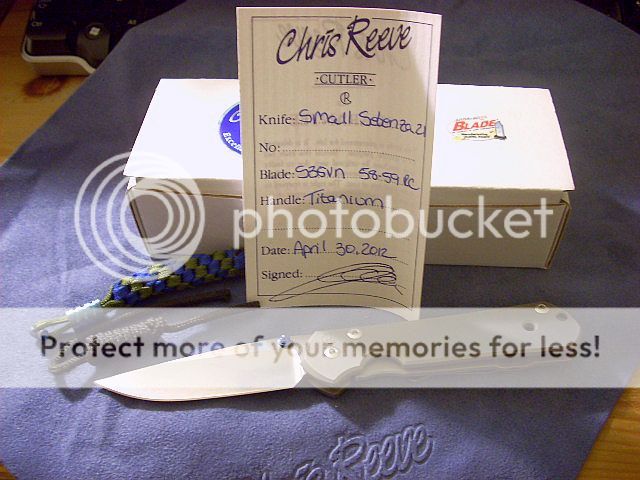 Chris Reeve
·CUTLER·
®
Knife: Small Sebenza 21
No:
Blade: S35VN 58-59 RC
Handle: Titanium
Date: April 30, 2012
Signed:
BLADE
photobucket
Protect more of your memories for less!
Chris Reeve